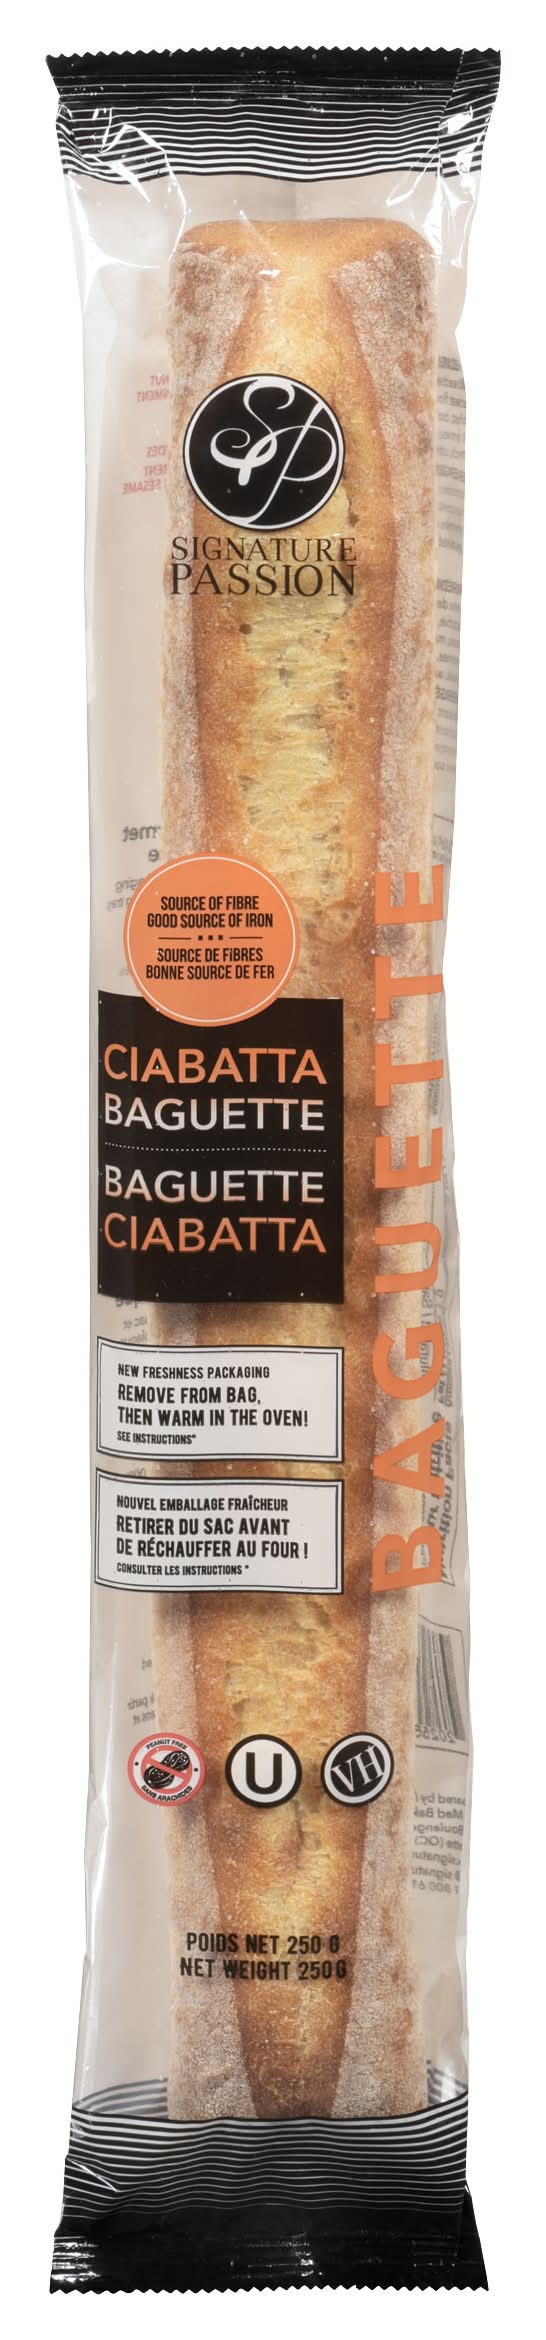 SP
SIGNATURE
PASSION
SOURCE OF FIBRE
GOOD SOURCE OF IRON
SOURCE DE FIBRES
BONNE SOURCE DE FER
CIABATTA
BAGUETTE
BAGUETTE
CIABATTA
BAGUETTE
NEW FRESHNESS PACKAGING
REMOVE FROM BAG,
THEN WARM IN THE OVEN!
SEE INSTRUCTIONS*
NOUVEL EMBALLAGE FRAÎCHEUR
RETIRER DU SAC AVANT
DE RÉCHAUFFER AU FOUR !
CONSULTER LES INSTRUCTIONS *
PEANUT FREE
SANS ARACHIDES
U
VH
POIDS NET 250 G
NET WEIGHT 250 G